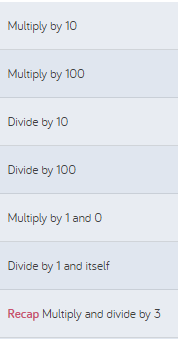 Multiply by 10
Multiply by 100
Divide by 10
Divide by 100
Multiply by 1 and 0
Divide by 1 and itself
Recap Multiply and divide by 3